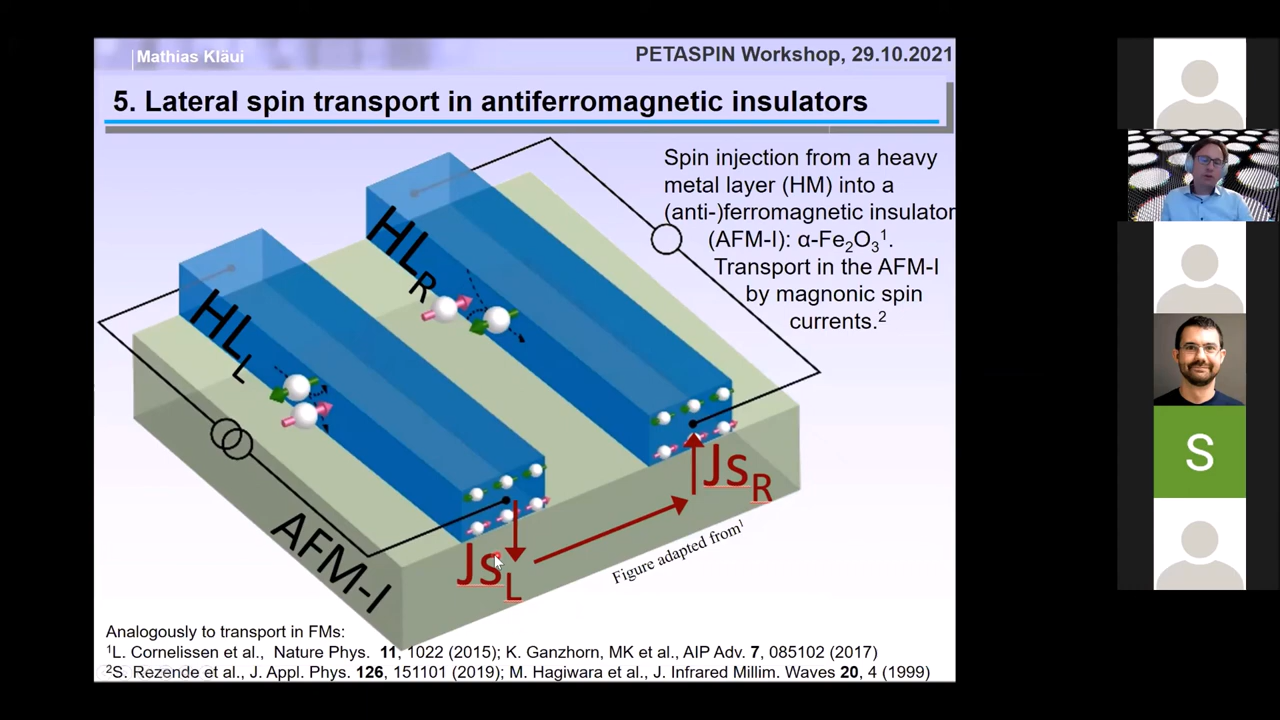 Mathias Kläui
PETASPIN Workshop, 29.10.2021
5. Lateral spin transport in antiferromagnetic insulators
Spin injection from a heavy
metal layer (HM) into a
(anti-)ferromagnetic insulator
(AFM-I): α-Fe₂O₃¹.
Transport in the AFM-I
by magnonic spin
currents.²
HL_R
HL_L
AFM-I
Js_R
Js_L
Figure adapted from¹
Analogously to transport in FMs:
¹L. Cornelissen et al., Nature Phys. 11, 1022 (2015); K. Ganzhorn, MK et al., AIP Adv. 7, 085102 (2017)
²S. Rezende et al., J. Appl. Phys. 126, 151101 (2019); M. Hagiwara et al., J. Infrared Millim. Waves 20, 4 (1999)
S